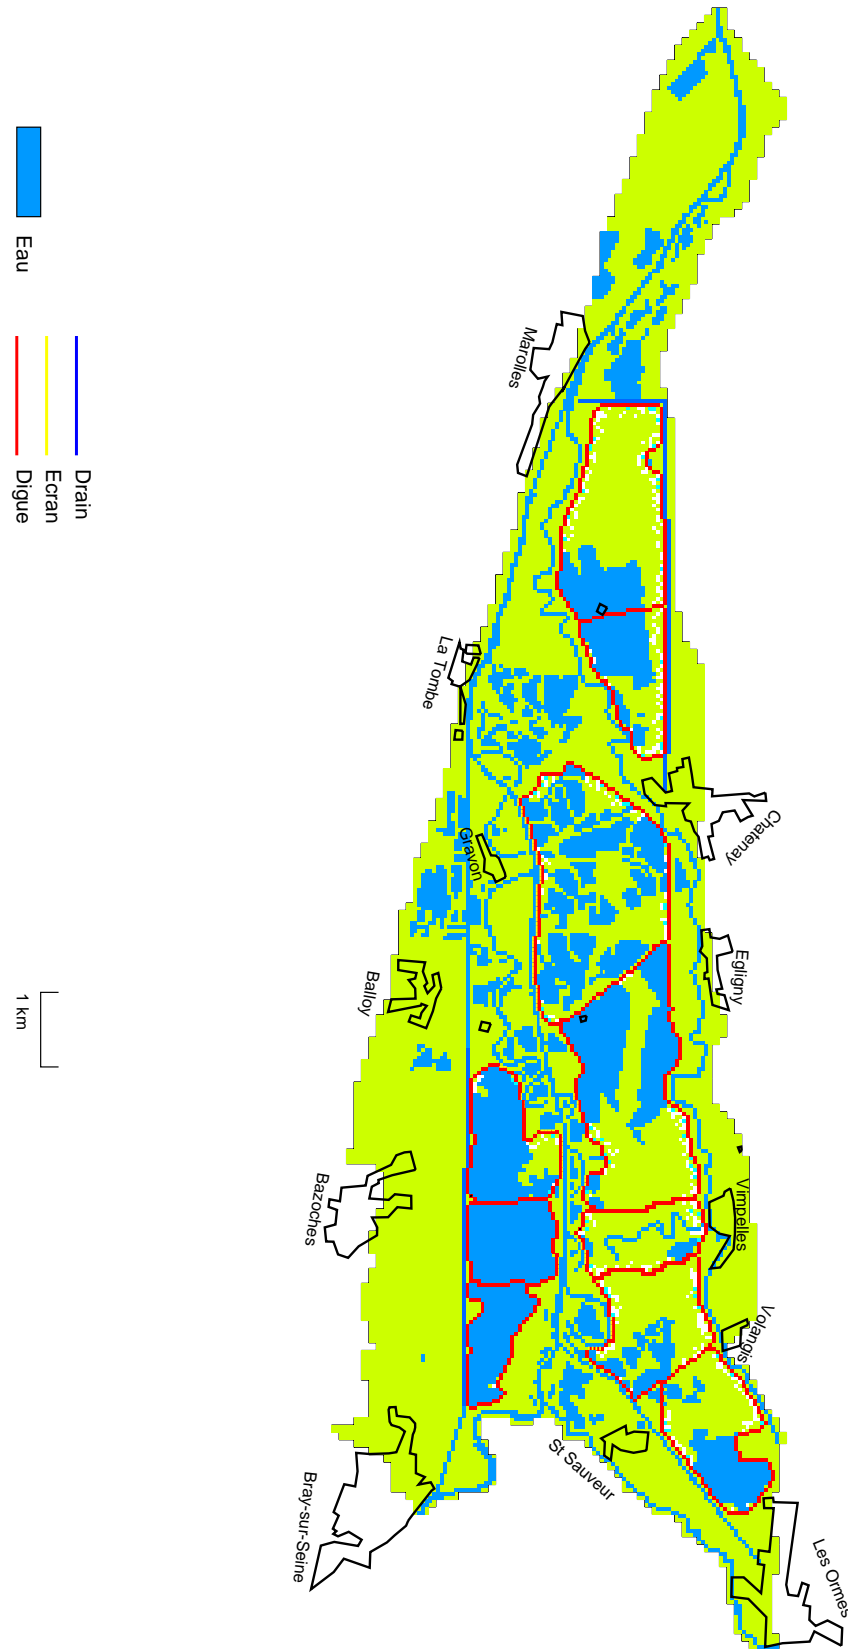 Eau
Drain
Ecran
Digue
1 km
Marolles
La Tombe
Gravon
Chatenay
Egligny
Balloy
Bazoches
Vimpelles
Volangis
St Sauveur
Bray-sur-Seine
Les Ormes